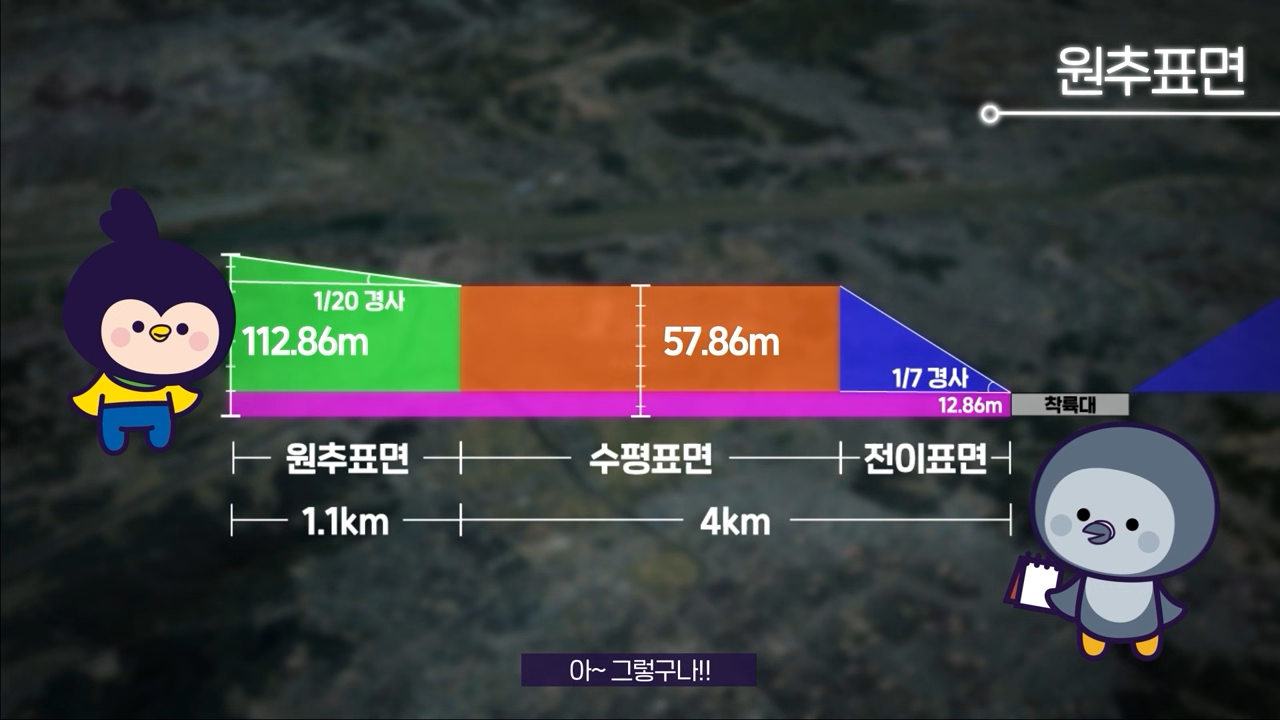 원추표면
1/20 경사
112.86m
57.86m
1/7 경사
12.86m
착륙대
원추표면
수평표면
전이표면
1.1km
4km
아~ 그렇구나!!